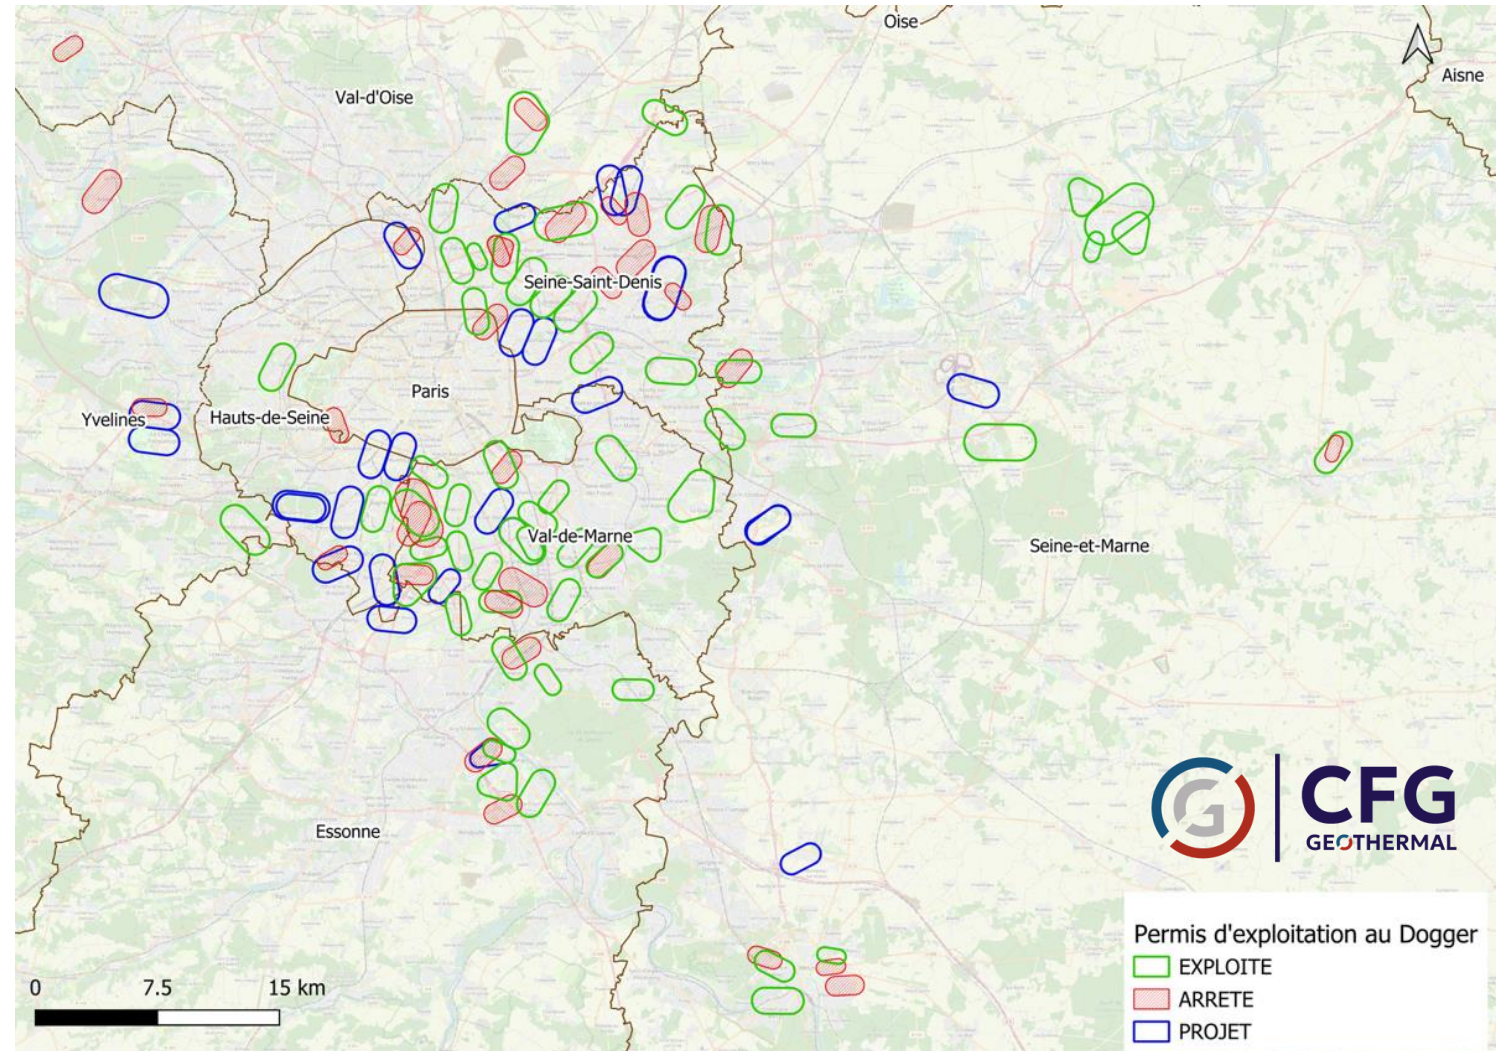 Oise
Aisne
Val-d'Oise
Seine-Saint-Denis
Paris
Hauts-de-Seine
Yvelines
Val-de-Marne
Seine-et-Marne
Essonne
CFG
GEOTHERMAL
Permis d'exploitation au Dogger
EXPLOITE
ARRETE
PROJET
0 7.5 15 km